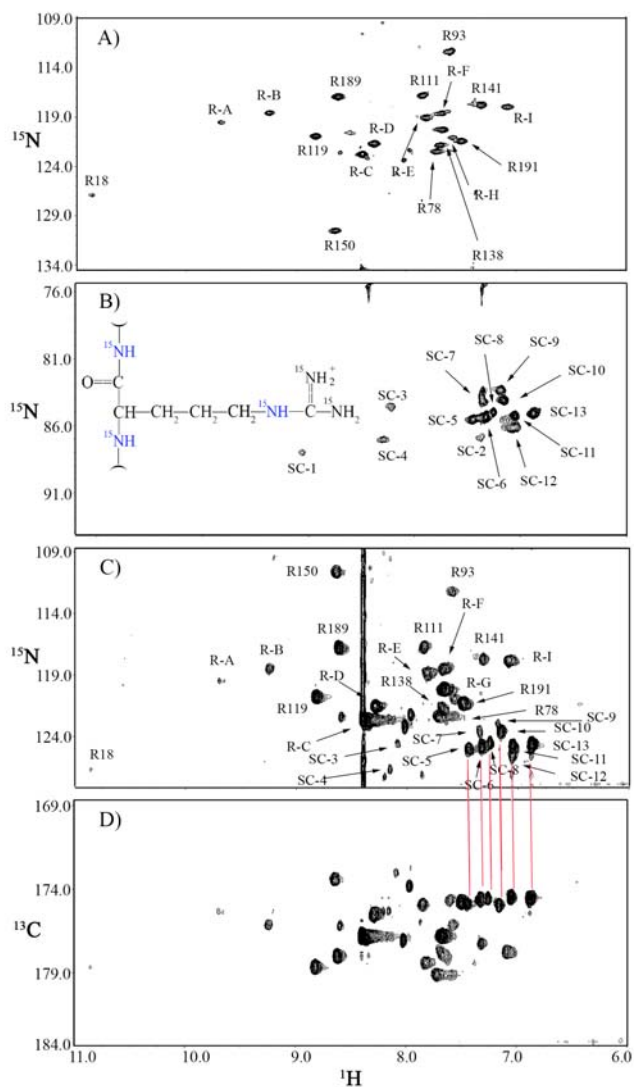 109.0
A)
R93
114.0
R-B
R189
R111
R-F
R141
R-A
119.0
15N
R119
R-D
R-I
124.0
R-C
R-E
R191
R18
R78
R-H
129.0
R150
R138
134.0
76.0
B)
SC-8
SC-9
81.0
15NH
SC-7
15NH2+
SC-10
15N
O=C
SC-3
CH-CH2-CH2-CH2-15NH-C-15NH2
SC-5
SC-13
86.0
15NH
SC-4
SC-2
SC-11
SC-1
SC-6
SC-12
91.0
109.0
C)
R150
R93
114.0
R-F
R189
R111
R141
15N
R-B
R-E
R-A
R-I
119.0
R-D
R138
R-G
R119
R191
R78
SC-9
R-C
SC-7
SC-10
124.0
R18
SC-3
SC-5
SC-13
SC-11
SC-4
SC-8
SC-12
SC-6
169.0
D)
174.0
13C
179.0
184.0
11.0
9.0
8.0
7.0
6.0
1H